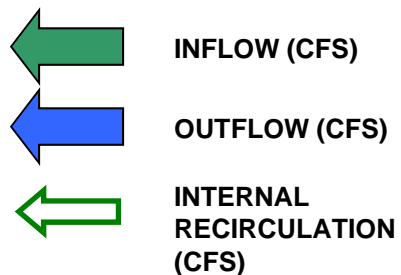 INFLOW (CFS)
OUTFLOW (CFS)
INTERNAL
RECIRCULATION
(CFS)